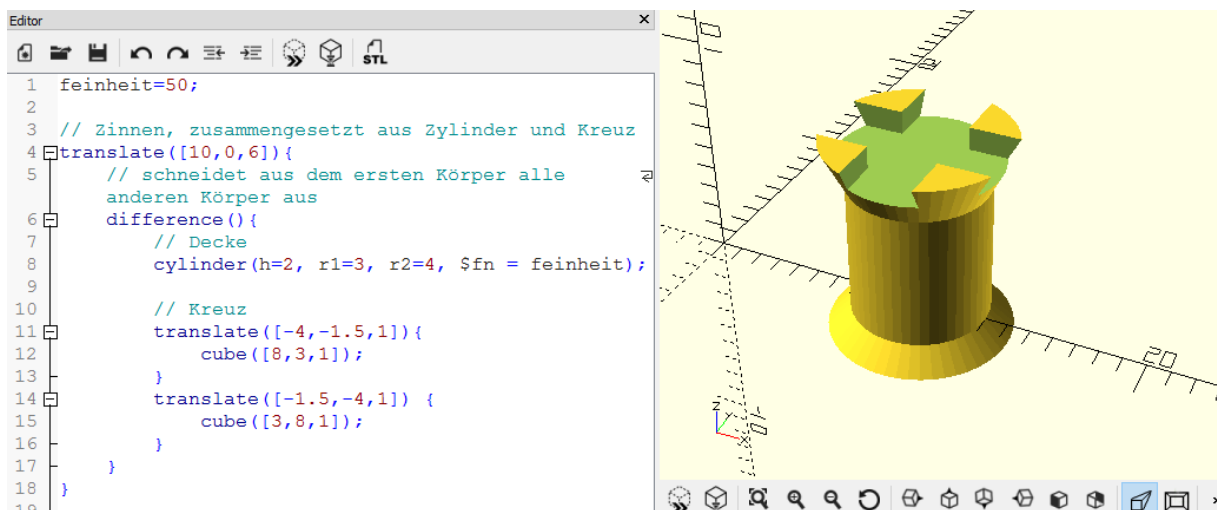 Editor
STL
1 feinheit=50;
2
3 // Zinnen, zusammengesetzt aus Zylinder und Kreuz
4 translate([10,0,6]){
5 // schneidet aus dem ersten Körper alle
anderen Körper aus
6 difference(){
7 // Decke
8 cylinder(h=2, r1=3, r2=4, $fn = feinheit);
9
10 // Kreuz
11 translate([-4,-1.5,1]){
12 cube([8,3,1]);
13 }
14 translate([-1.5,-4,1]) {
15 cube([3,8,1]);
16 }
17 }
18 }
19
20
z
x